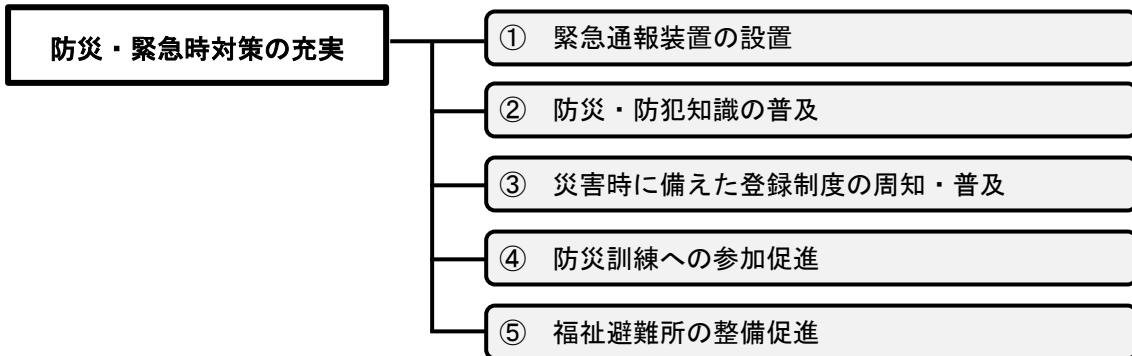 防災・緊急時対策の充実
① 緊急通報装置の設置
② 防災・防犯知識の普及
③ 災害時に備えた登録制度の周知・普及
④ 防災訓練への参加促進
⑤ 福祉避難所の整備促進